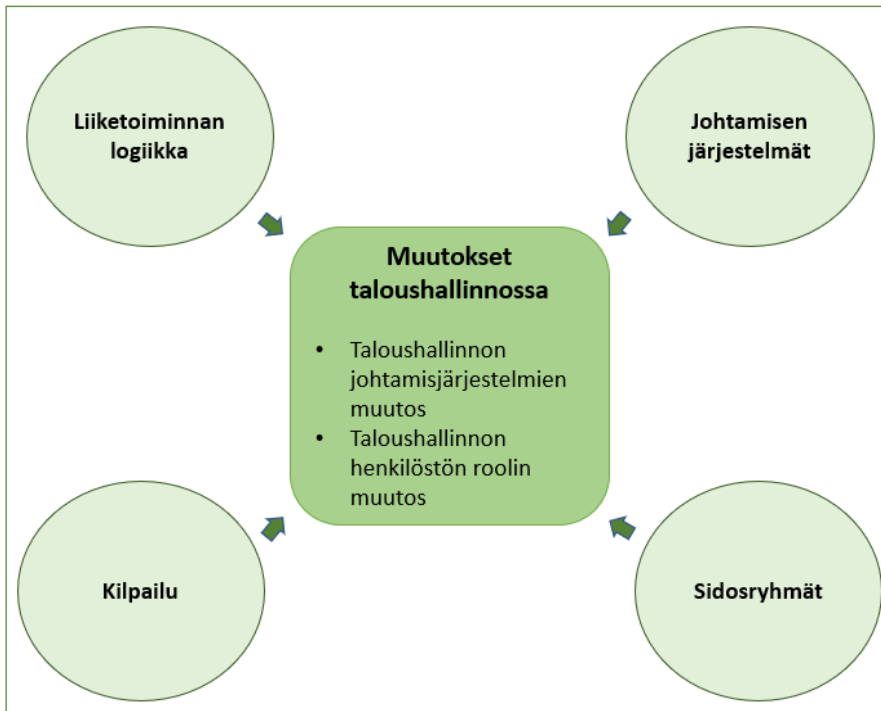 Liiketoiminnan
logiikka
Johtamisen
järjestelmät
Muutokset
taloushallinnossa
• Taloushallinnon
johtamisjärjestelmien
muutos
• Taloushallinnon
henkilöstön roolin
muutos
Kilpailu
Sidosryhmät